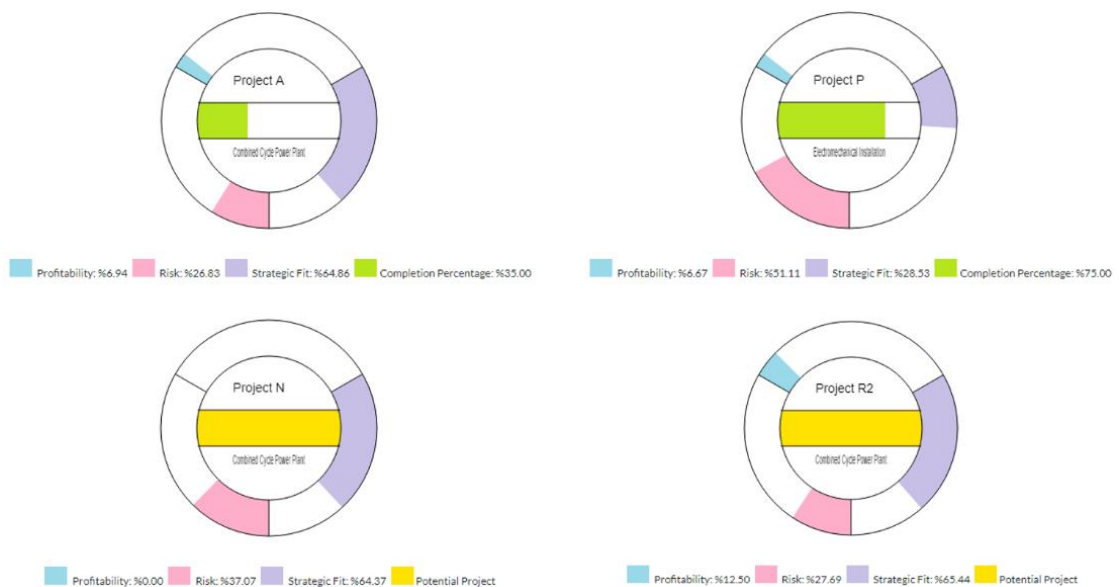 Project A
Combined Cycle Power Plant
Profitability: %6.94 Risk: %26.83 Strategic Fit: %64.86 Completion Percentage: %35.00
Project P
Electromechanical Installation
Profitability: %6.67 Risk: %51.11 Strategic Fit: %28.53 Completion Percentage: %75.00
Project N
Combined Cycle Power Plant
Profitability: %0.00 Risk: %37.07 Strategic Fit: %64.37 Potential Project
Project R2
Combined Cycle Power Plant
Profitability: %12.50 Risk: %27.69 Strategic Fit: %65.44 Potential Project